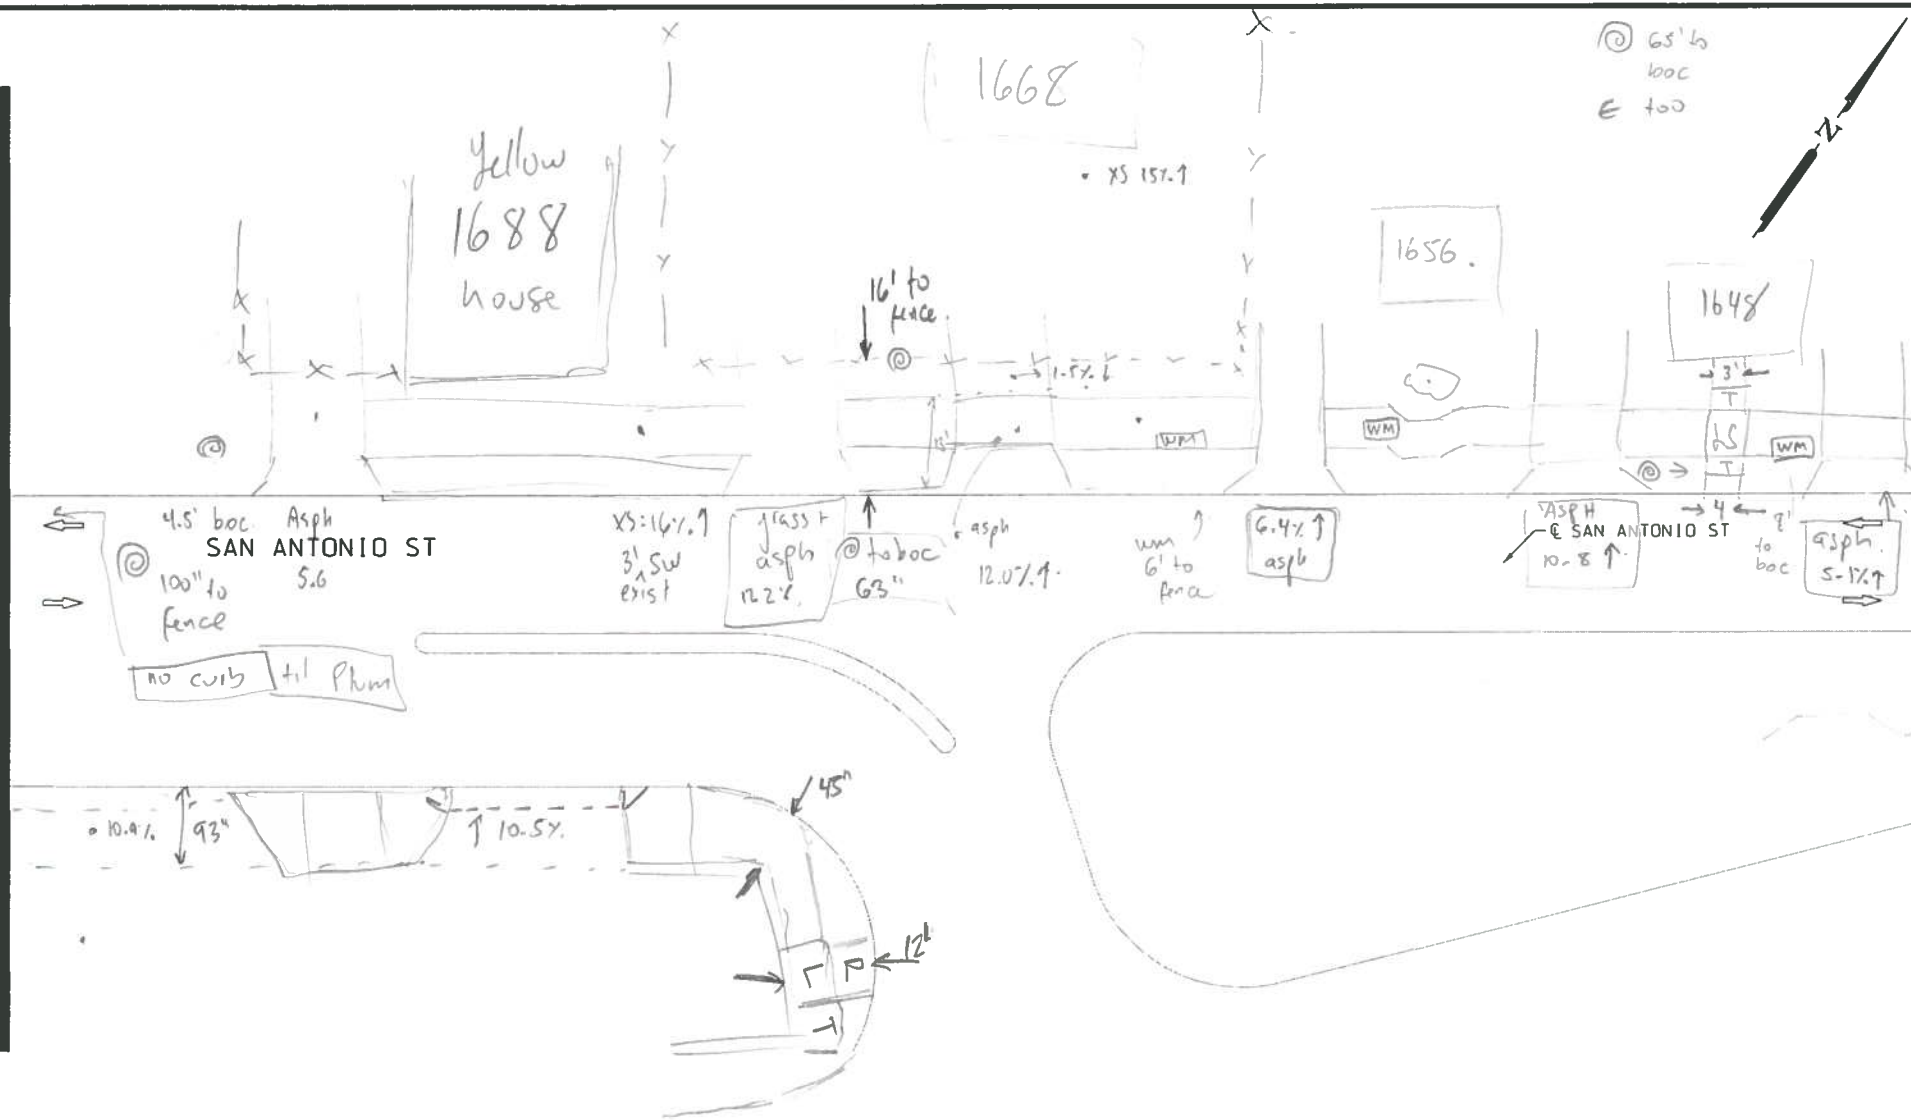 65' to
boc
€ too
N
1668
• XS 15%↑
Yellow
1688
house
16' to
fence
1656.
1648
1.5%
3'
T
LS
T
WM
WM
WM
4
4.5' boc.
Asph
5.6
SAN ANTONIO ST
100" to
fence
no curb
til Plum
XS:16%↑
3' SW
exist
grass +
asph
12.2%
@ to boc
63"
• asph
12.0%↑.
wm
6' to
fence
6.4%↑
asph
ASPH
℄ SAN ANTONIO ST
10.8↑
to
boc
asph.
5.1%↑
93"
↑ 10.5%.
45"
12'
L
R
T